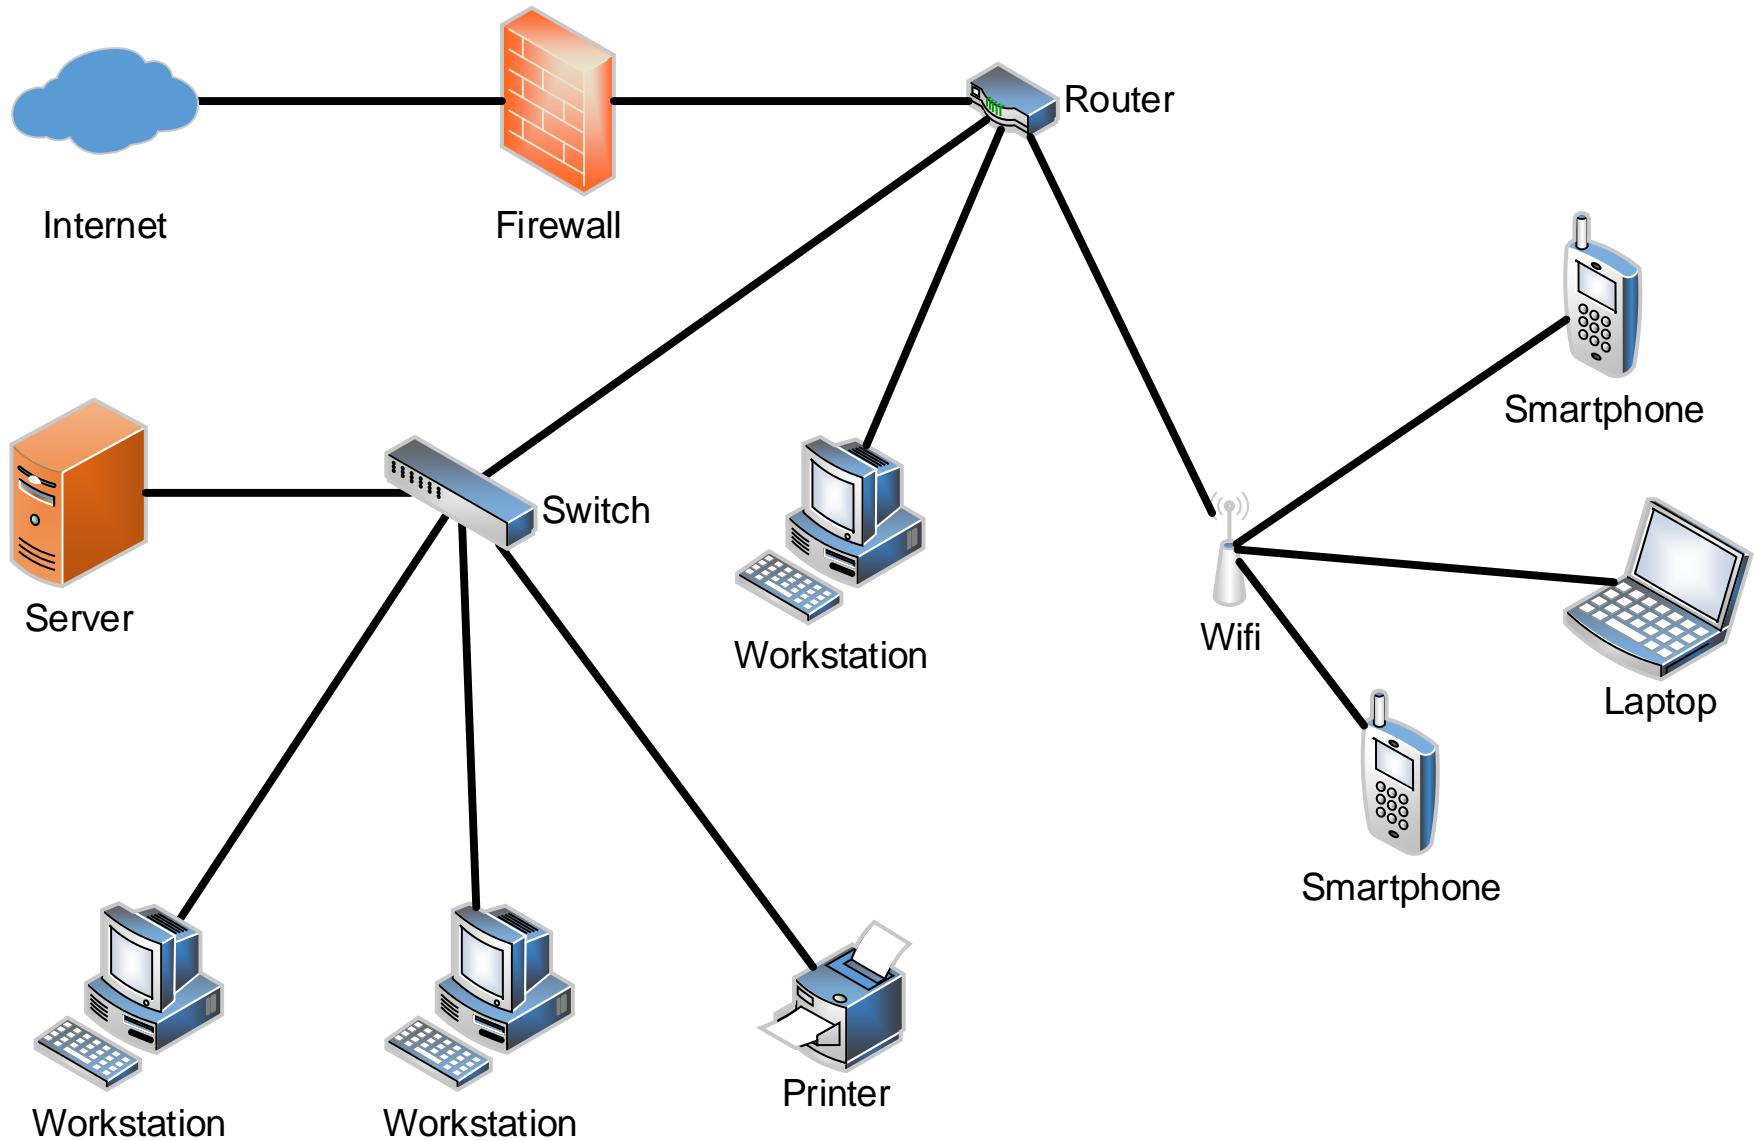 Router
Internet
Firewall
Smartphone
Switch
Server
Wifi
Workstation
Laptop
Smartphone
Printer
Workstation
Workstation